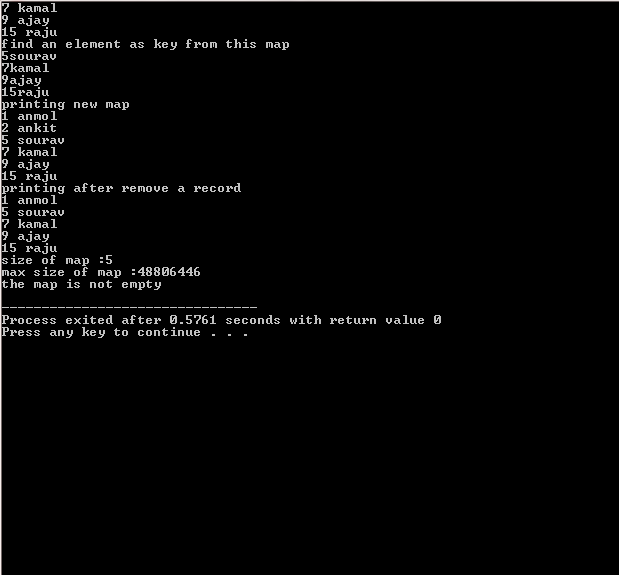 7 kamal
9 ajay
15 raju
find an element as key from this map
5sourav
7kamal
9ajay
15raju
printing new map
1 anmol
2 ankit
5 sourav
7 kamal
9 ajay
15 raju
printing after remove a record
1 anmol
5 sourav
7 kamal
9 ajay
15 raju
size of map :5
max size of map :48806446
the map is not empty
--------------------------------
Process exited after 0.5761 seconds with return value 0
Press any key to continue . . .